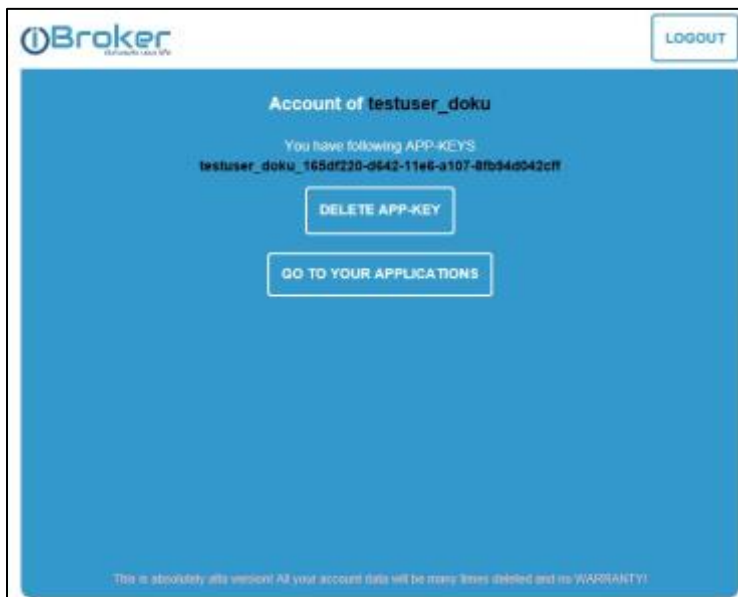 ioBroker
LOGOUT
Account of testuser_doku
You have following APP-KEYS
testuser_doku_165df220-d642-11e6-a107-8fb94d042cff
DELETE APP-KEY
GO TO YOUR APPLICATIONS
This is absolutely alfa version! All your account data will be many times deleted and no WARRANTY!